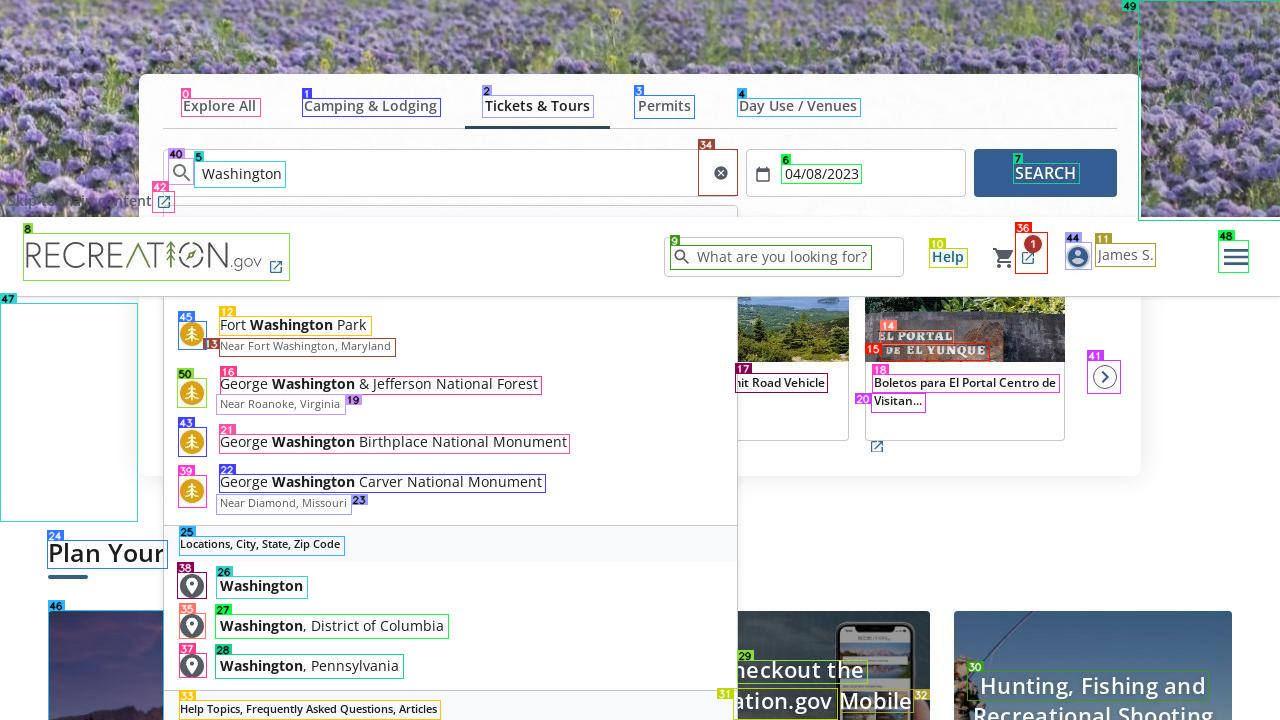 Explore All
Camping & Lodging
Tickets & Tours
Permits
Day Use / Venues
Washington
04/08/2023
SEARCH
Skip to main content
RECREATION.gov
What are you looking for?
Help
1
James S.
Fort Washington Park
Near Fort Washington, Maryland
George Washington & Jefferson National Forest
Near Roanoke, Virginia
George Washington Birthplace National Monument
George Washington Carver National Monument
Near Diamond, Missouri
EL PORTAL
DE EL YUNQUE
nit Road Vehicle
Boletos para El Portal Centro de
Visitan...
Locations, City, State, Zip Code
Washington
Washington, District of Columbia
Washington, Pennsylvania
Help Topics, Frequently Asked Questions, Articles
Plan Your
heckout the
ation.gov Mobile
Hunting, Fishing and
Recreational Shooting
0
1
2
3
4
5
6
7
8
9
10
11
12
13
14
15
16
17
18
19
20
21
22
23
24
25
26
27
28
29
30
31
32
33
34
35
36
37
38
39
40
41
42
43
44
45
46
47
48
49
50